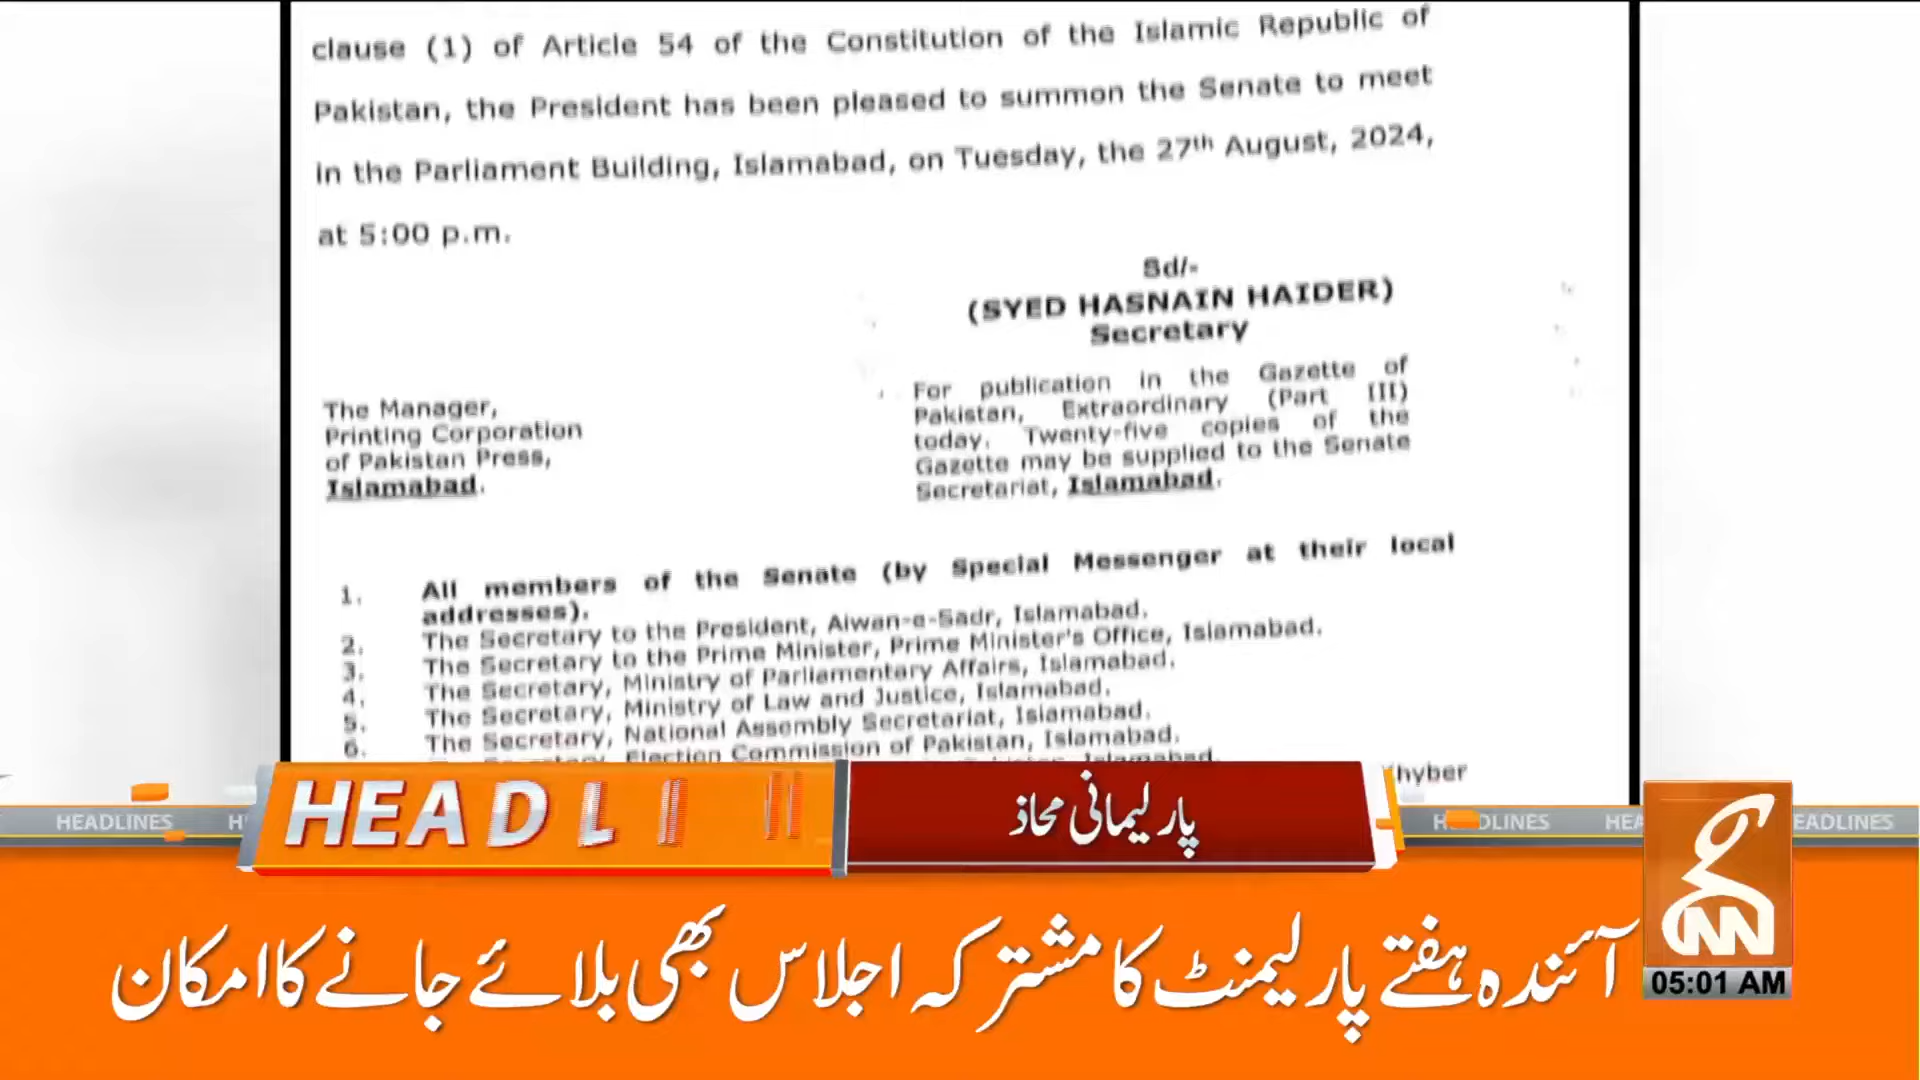 clause (1) of Article 54 of the Constitution of the Islamic Republic of
Pakistan, the President has been pleased to summon the Senate to meet
in the Parliament Building, Islamabad, on Tuesday, the 27th August, 2024,
at 5:00 p.m.
Sd/-
(SYED HASNAIN HAIDER)
Secretary
The Manager,
Printing Corporation
of Pakistan Press,
Islamabad.
For publication in the Gazette of
Pakistan, Extraordinary (Part III)
today. Twenty-five copies of the
Gazette may be supplied to the Senate
Secretariat, Islamabad.
1. All members of the Senate (by Special Messenger at their local
addresses).
2. The Secretary to the President, Aiwan-e-Sadr, Islamabad.
3. The Secretary to the Prime Minister, Prime Minister's Office, Islamabad.
4. The Secretary, Ministry of Parliamentary Affairs, Islamabad.
5. The Secretary, Ministry of Law and Justice, Islamabad.
6. The Secretary, National Assembly Secretariat, Islamabad.
Election Commission of Pakistan, Islamabad.
Khyber
HEADLINES
HEADL
پارلیمانی محاذ
HEADLINES
HEADLINES
GNN
05:01 AM
آئندہ ہفتے پارلیمنٹ کا مشترکہ اجلاس بھی بلائے جانے کا امکان